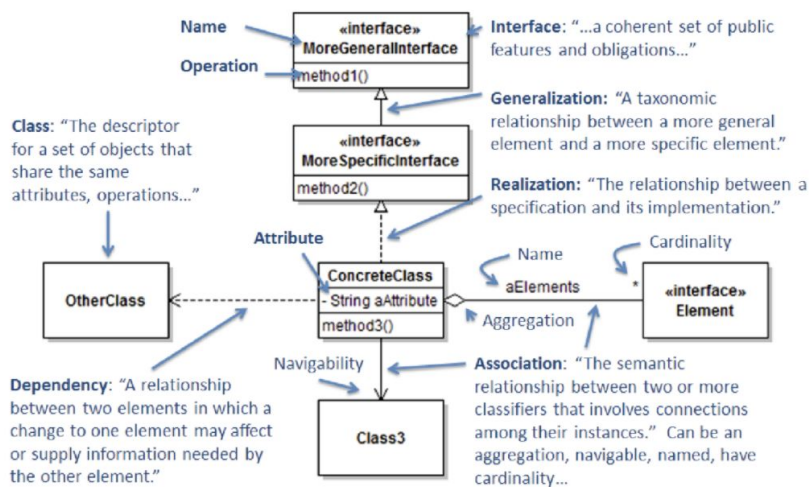 Name
«interface»
MoreGeneralInterface
Interface: “...a coherent set of public
features and obligations...”
Operation
method1()
Generalization: “A taxonomic
relationship between a more general
element and a more specific element.”
Class: “The descriptor
for a set of objects that
share the same
attributes, operations...”
«interface»
MoreSpecificInterface
method2()
Realization: “The relationship between a
specification and its implementation.”
Attribute
Name
Cardinality
OtherClass
ConcreteClass
- String aAttribute
method3()
aElements
*
«interface»
Element
Aggregation
Navigability
Dependency: “A relationship
between two elements in which a
change to one element may affect
or supply information needed by
the other element.”
Class3
Association: “The semantic
relationship between two or more
classifiers that involves connections
among their instances.” Can be an
aggregation, navigable, named, have
cardinality...